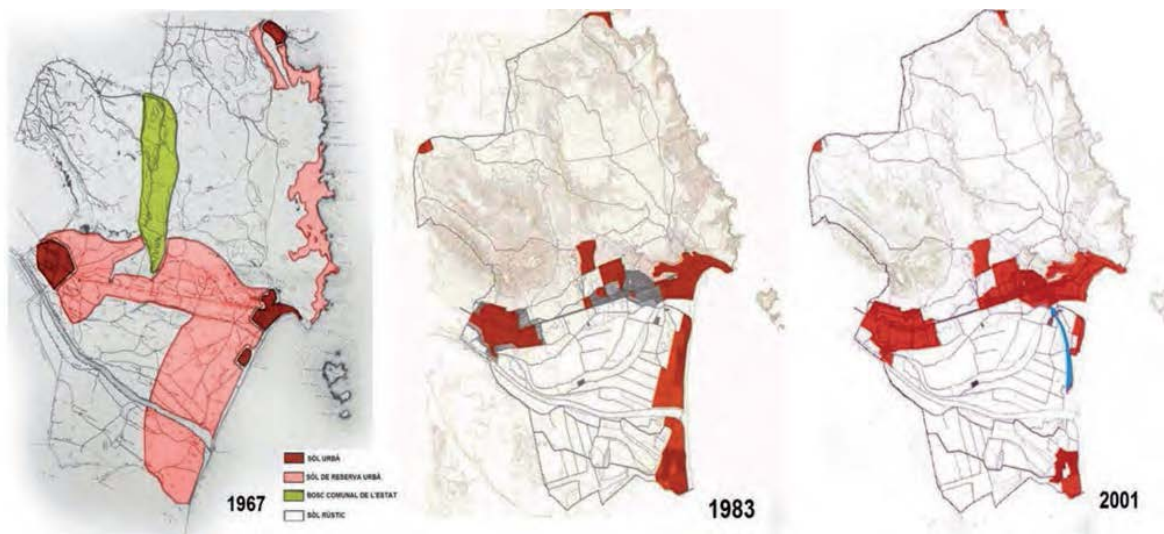 SÒL URBÀ
SÒL DE RESERVA URBÀ
BOSC COMUNAL DE L'ESTAT
SÒL RÚSTIC
1967
1983
2001